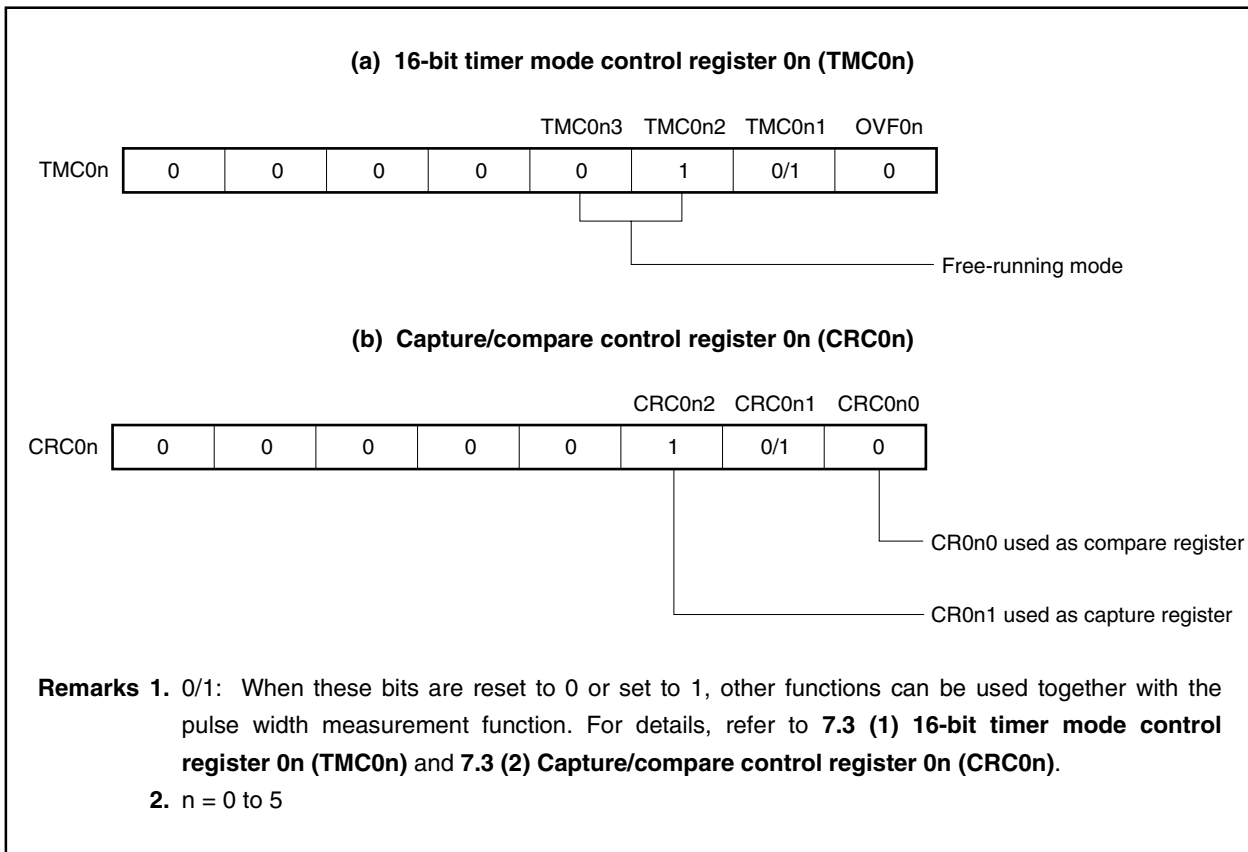 (a) 16-bit timer mode control register 0n (TMC0n)
TMC0n3 TMC0n2 TMC0n1 OVF0n
TMC0n 0 0 0 0 0 1 0/1 0
Free-running mode
(b) Capture/compare control register 0n (CRC0n)
CRC0n2 CRC0n1 CRC0n0
CRC0n 0 0 0 0 0 1 0/1 0
CR0n0 used as compare register
CR0n1 used as capture register
Remarks 1. 0/1: When these bits are reset to 0 or set to 1, other functions can be used together with the
pulse width measurement function. For details, refer to 7.3 (1) 16-bit timer mode control
register 0n (TMC0n) and 7.3 (2) Capture/compare control register 0n (CRC0n).
2. n = 0 to 5